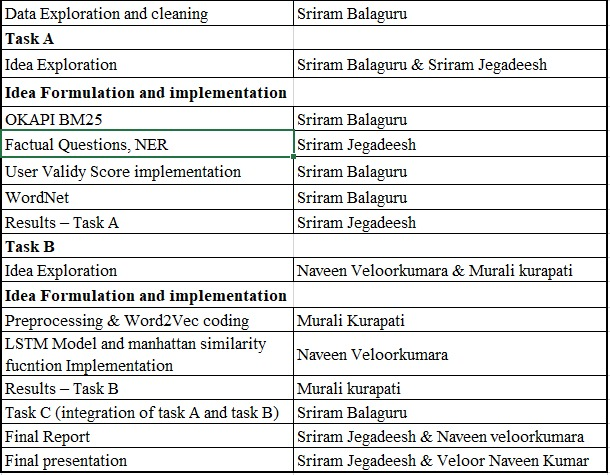 Data Exploration and cleaning Sriram Balaguru
Task A
Idea Exploration Sriram Balaguru & Sriram Jegadeesh
Idea Formulation and implementation
OKAPI BM25 Sriram Balaguru
Factual Questions, NER Sriram Jegadeesh
User Validy Score implementation Sriram Balaguru
WordNet Sriram Balaguru
Results – Task A Sriram Jegadeesh
Task B
Idea Exploration Naveen Veloorkumara & Murali kurapati
Idea Formulation and implementation
Preprocessing & Word2Vec coding Murali Kurapati
LSTM Model and manhattan similarity
fucntion Implementation Naveen Veloorkumara
Results – Task B Murali kurapati
Task C (integration of task A and task B) Sriram Balaguru
Final Report Sriram Jegadeesh & Naveen veloorkumara
Final presentation Sriram Jegadeesh & Veloor Naveen Kumar